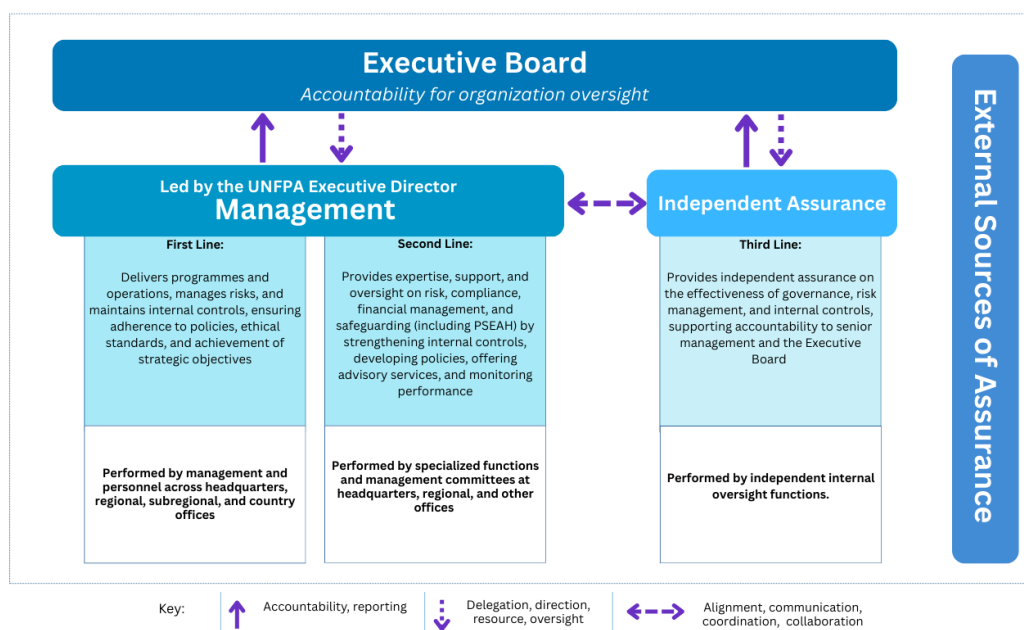 Executive Board
Accountability for organization oversight
Led by the UNFPA Executive Director
Management
Independent Assurance
First Line:
Delivers programmes and
operations, manages risks, and
maintains internal controls, ensuring
adherence to policies, ethical
standards, and achievement of
strategic objectives
Performed by management and
personnel across headquarters,
regional, subregional, and country
offices
Second Line:
Provides expertise, support, and
oversight on risk, compliance,
financial management, and
safeguarding (including PSEAH) by
strengthening internal controls,
developing policies, offering
advisory services, and monitoring
performance
Performed by specialized functions
and management committees at
headquarters, regional, and other
offices
Third Line:
Provides independent assurance on
the effectiveness of governance, risk
management, and internal controls,
supporting accountability to senior
management and the Executive
Board
Performed by independent internal
oversight functions.
External Sources of Assurance
Key:
Accountability, reporting
Delegation, direction,
resource, oversight
Alignment, communication,
coordination, collaboration